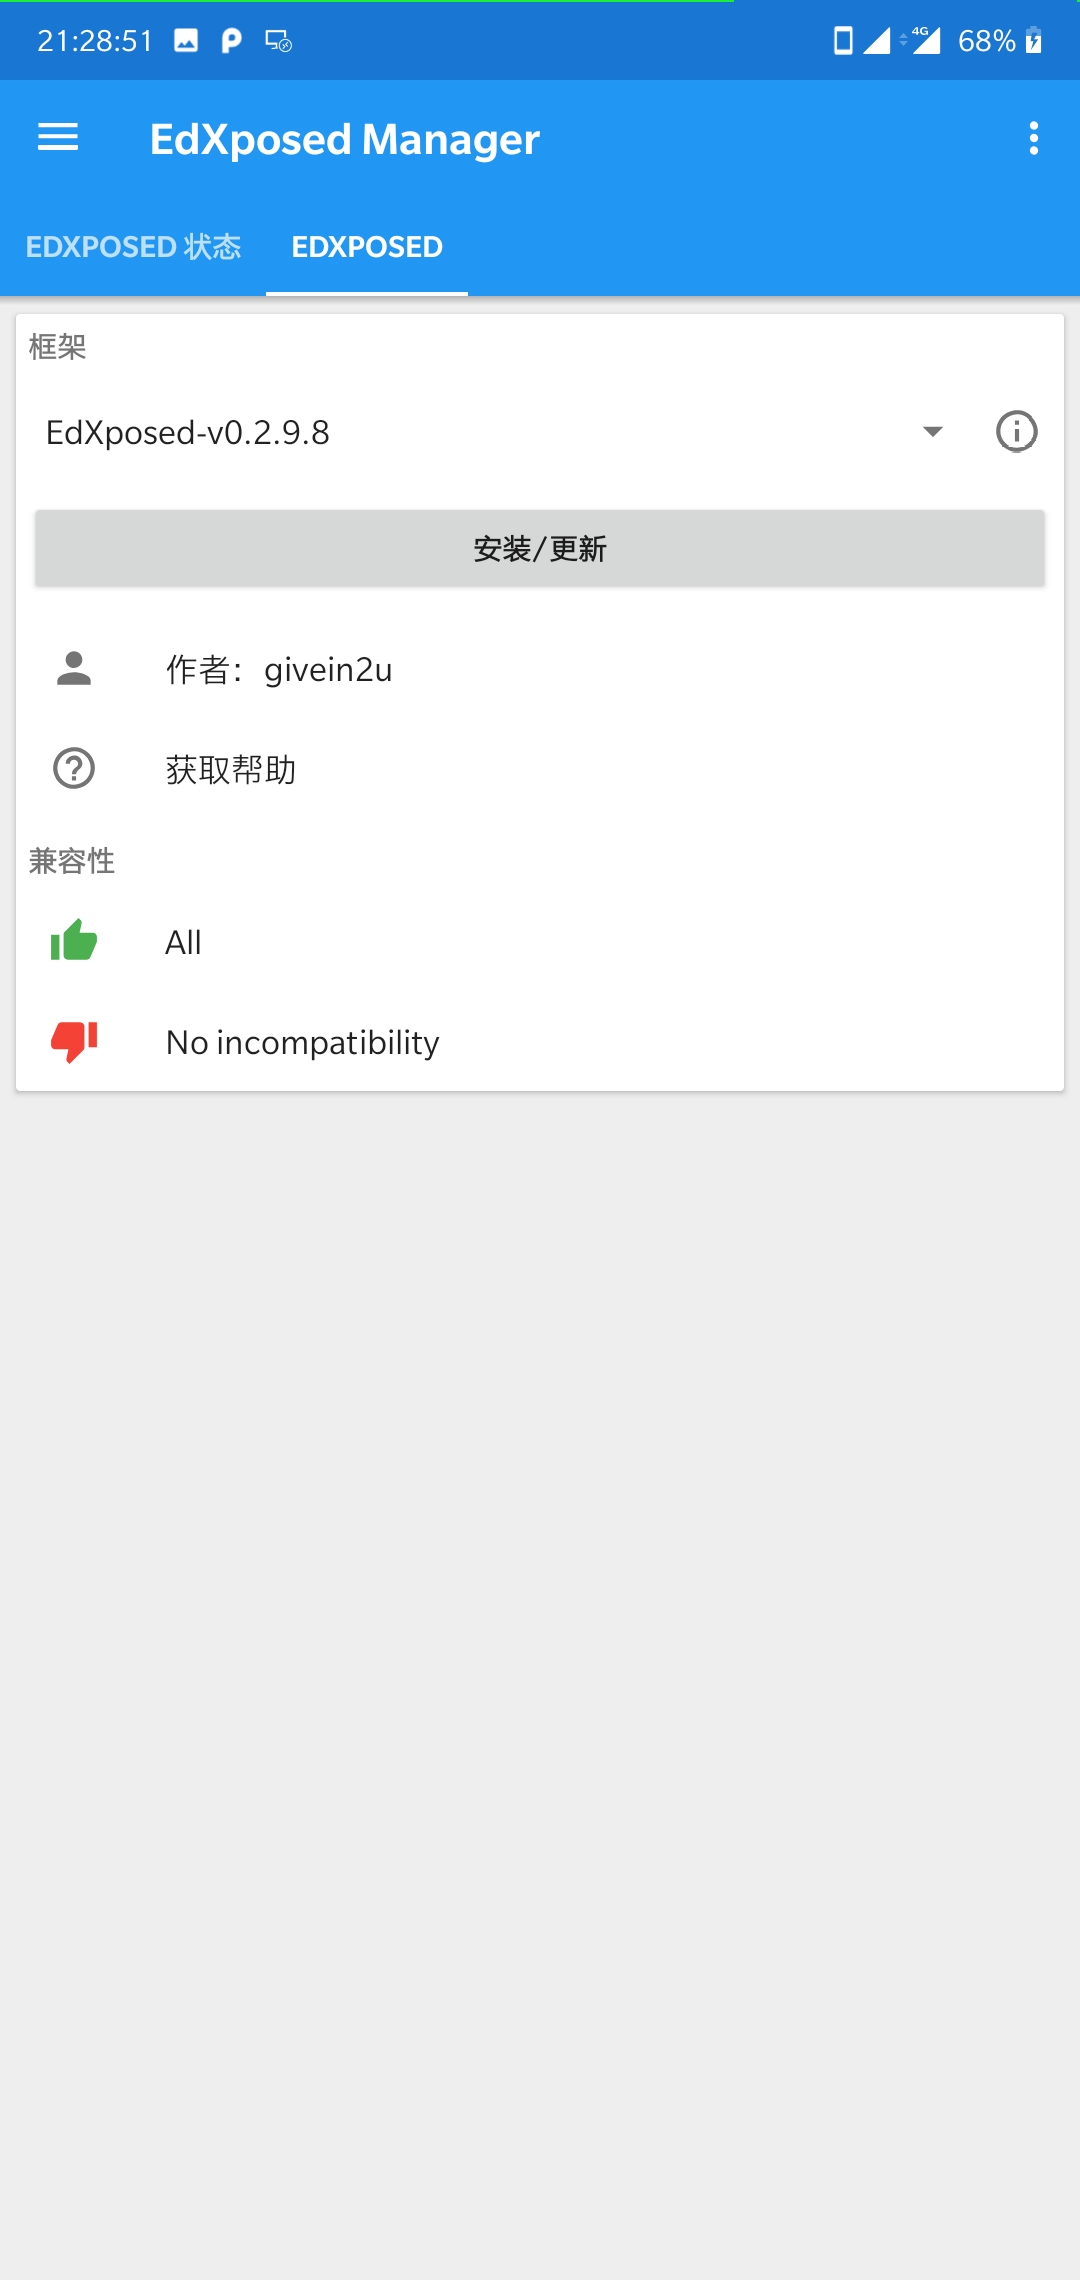 21:28:51 4G 68%
EdXposed Manager
EDXPOSED 状态 EDXPOSED
框架
EdXposed-v0.2.9.8
安装/更新
作者：givein2u
获取帮助
兼容性
All
No incompatibility